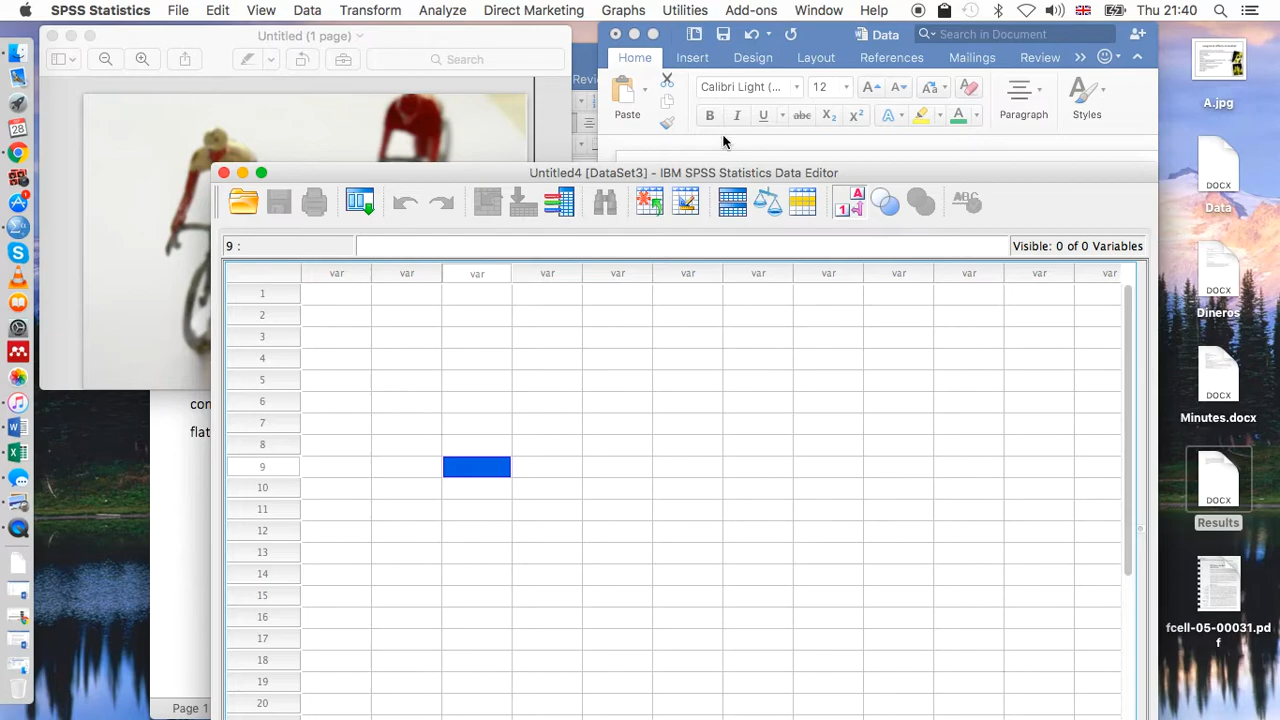 SPSS Statistics File Edit View Data Transform Analyze Direct Marketing Graphs Utilities Add-ons Window Help Thu 21:40
Untitled (1 page)
Search
Data
Search in Document
Home Insert Design Layout References Mailings Review
Calibri Light (... 12
Paste
B I U abc X2 X2 A A
Paragraph
Styles
Untitled4 [DataSet3] - IBM SPSS Statistics Data Editor
9 :
Visible: 0 of 0 Variables
var var var var var var var var var var var var
1
2
3
4
5
6
7
8
9
10
11
12
13
14
15
16
17
18
19
20
con
flat
Page 1
28
A.jpg
DOCX
Data
DOCX
Dineros
DOCX
Minutes.docx
DOCX
Results
fcell-05-00031.pd
f